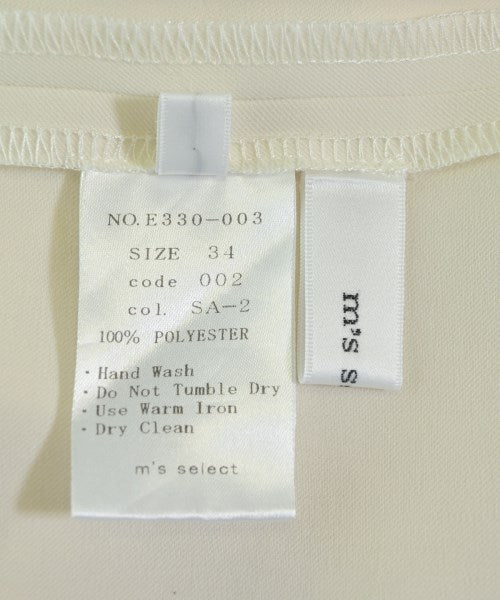 NO. E330-003
SIZE 34
code 002
col. SA-2
100% POLYESTER
· Hand Wash
· Do Not Tumble Dry
· Use Warm Iron
· Dry Clean
m's select
m's s